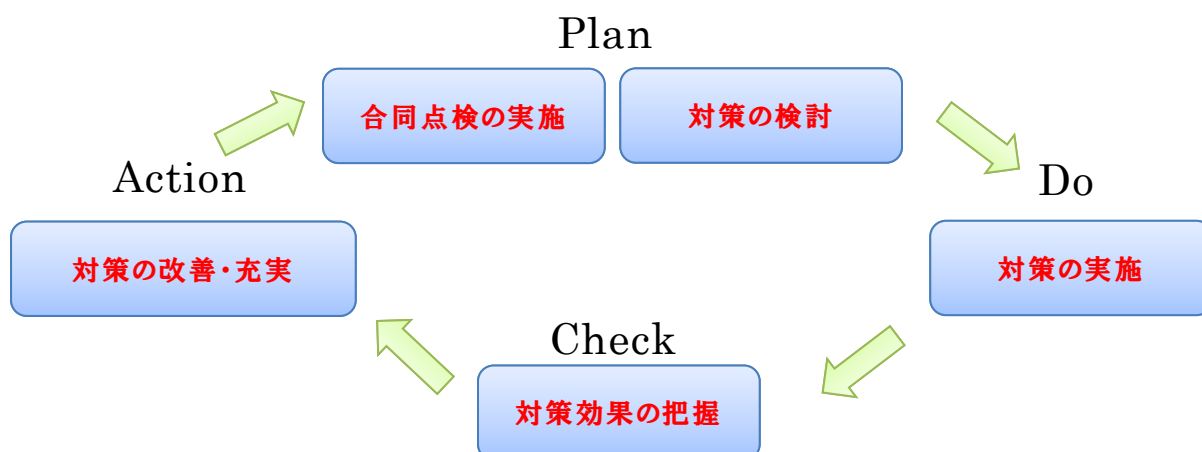 Plan
合同点検の実施
対策の検討
Do
対策の実施
Check
対策効果の把握
Action
対策の改善・充実